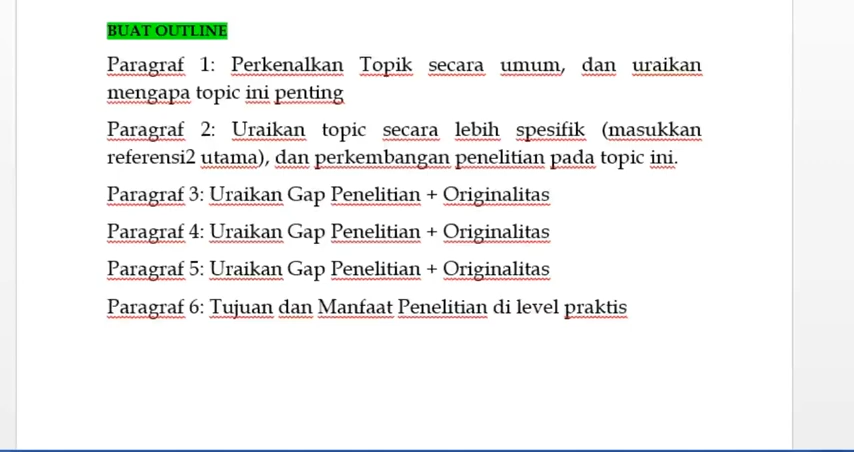 BUAT OUTLINE
Paragraf 1: Perkenalkan Topik secara umum, dan uraikan
mengapa topic ini penting
Paragraf 2: Uraikan topic secara lebih spesifik (masukkan
referensi2 utama), dan perkembangan penelitian pada topic ini.
Paragraf 3: Uraikan Gap Penelitian + Originalitas
Paragraf 4: Uraikan Gap Penelitian + Originalitas
Paragraf 5: Uraikan Gap Penelitian + Originalitas
Paragraf 6: Tujuan dan Manfaat Penelitian di level praktis